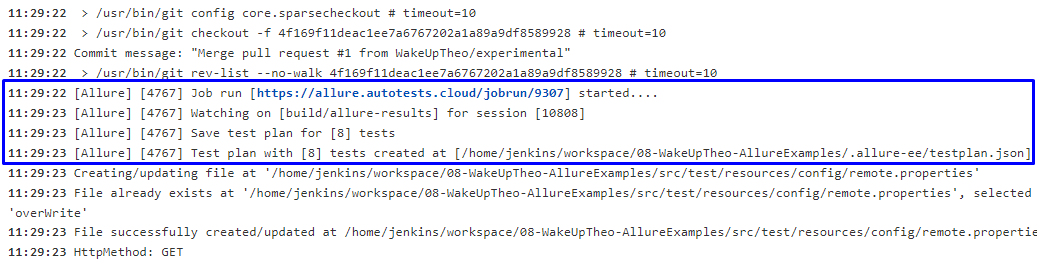 11:29:22  > /usr/bin/git config core.sparsecheckout # timeout=10
11:29:22  > /usr/bin/git checkout -f 4f169f11deac1ee7a6767202a1a89a9df8589928 # timeout=10
11:29:22 Commit message: "Merge pull request #1 from WakeUpTheo/experimental"
11:29:22  > /usr/bin/git rev-list --no-walk 4f169f11deac1ee7a6767202a1a89a9df8589928 # timeout=10
11:29:22 [Allure] [4767] Job run [https://allure.autotests.cloud/jobrun/9307] started....
11:29:23 [Allure] [4767] Watching on [build/allure-results] for session [10808]
11:29:23 [Allure] [4767] Save test plan for [8] tests
11:29:23 [Allure] [4767] Test plan with [8] tests created at [/home/jenkins/workspace/08-WakeUpTheo-AllureExamples/.allure-ee/testplan.json]
11:29:23 Creating/updating file at '/home/jenkins/workspace/08-WakeUpTheo-AllureExamples/src/test/resources/config/remote.properties'
11:29:23 File already exists at '/home/jenkins/workspace/08-WakeUpTheo-AllureExamples/src/test/resources/config/remote.properties', selected
'overWrite'
11:29:23 File successfully created/updated at /home/jenkins/workspace/08-WakeUpTheo-AllureExamples/src/test/resources/config/remote.propertie
11:29:23 HttpMethod: GET